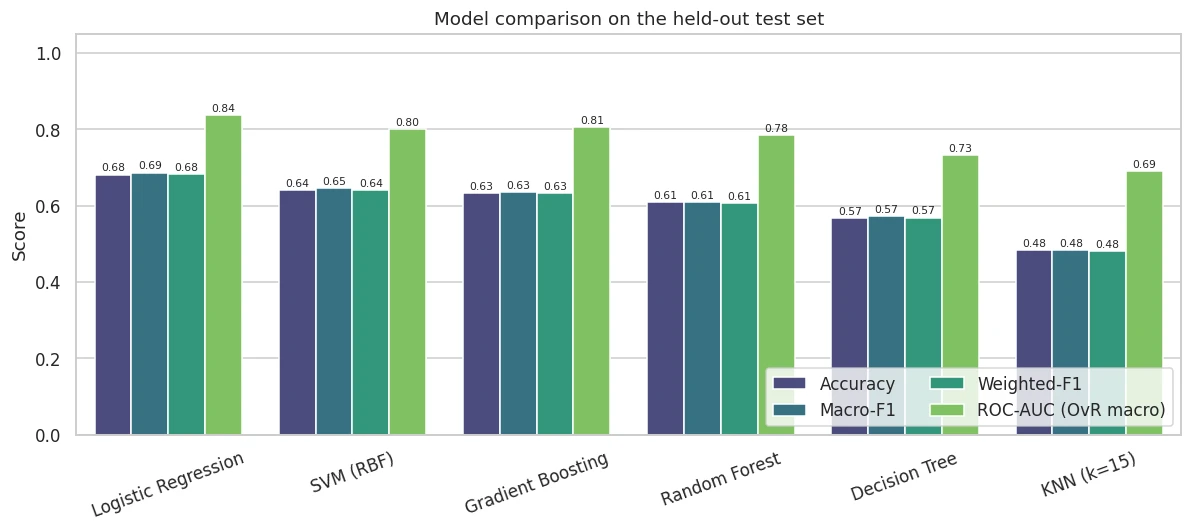 Model comparison on the held-out test set
Score
1.0
0.8
0.6
0.4
0.2
0.0
0.68 0.69 0.68 0.84
0.64 0.65 0.64 0.80
0.63 0.63 0.63 0.81
0.61 0.61 0.61 0.78
0.57 0.57 0.57 0.73
0.48 0.48 0.48 0.69
Accuracy Weighted-F1
Macro-F1 ROC-AUC (OvR macro)
Logistic Regression
SVM (RBF)
Gradient Boosting
Random Forest
Decision Tree
KNN (k=15)